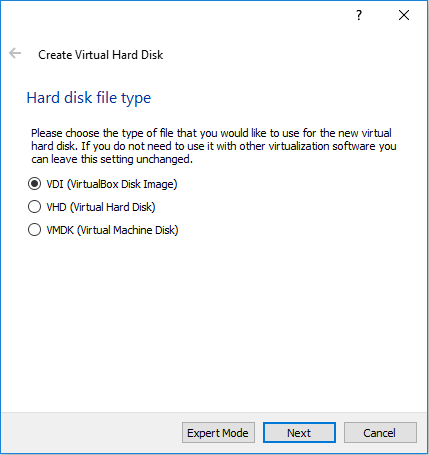 ?
Create Virtual Hard Disk
Hard disk file type
Please choose the type of file that you would like to use for the new virtual
hard disk. If you do not need to use it with other virtualization software you
can leave this setting unchanged.
VDI (VirtualBox Disk Image)
VHD (Virtual Hard Disk)
VMDK (Virtual Machine Disk)
Expert Mode Next Cancel